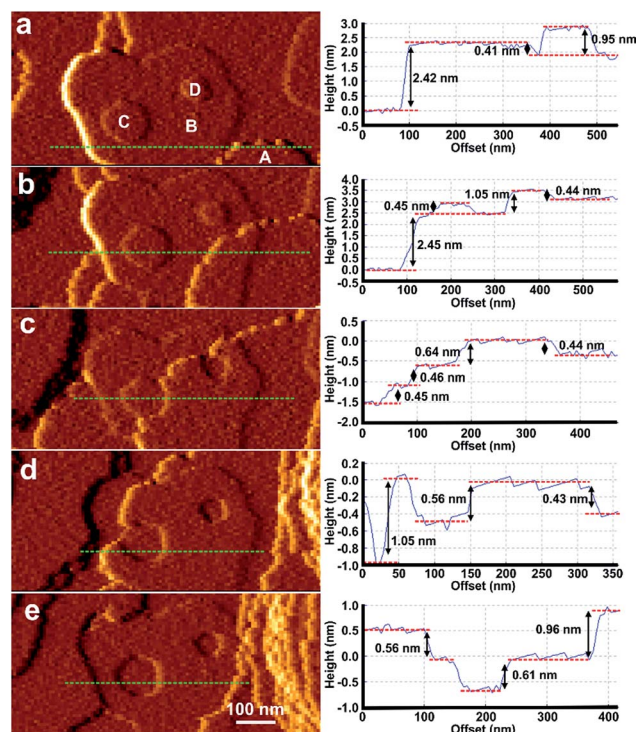 a
D
C
B
A
Height (nm)
3.0
2.5
2.0
1.5
1.0
0.5
0.0
-0.5
2.42 nm
0.41 nm
0.95 nm
0 100 200 300 400 500
Offset (nm)
b
Height (nm)
4.0
3.5
3.0
2.5
2.0
1.5
1.0
0.5
0.0
-0.5
0.45 nm
1.05 nm
0.44 nm
2.45 nm
0 100 200 300 400 500
Offset (nm)
c
Height (nm)
0.5
0.0
-0.5
-1.0
-1.5
-2.0
0.64 nm
0.44 nm
0.46 nm
0.45 nm
0 100 200 300 400
Offset (nm)
d
Height (nm)
0.2
0.0
-0.2
-0.4
-0.6
-0.8
-1.0
0.56 nm
0.43 nm
1.05 nm
0 50 100 150 200 250 300 350
Offset (nm)
e
100 nm
Height (nm)
1.0
0.5
0.0
-0.5
-1.0
0.56 nm
0.96 nm
0.61 nm
0 100 200 300 400
Offset (nm)